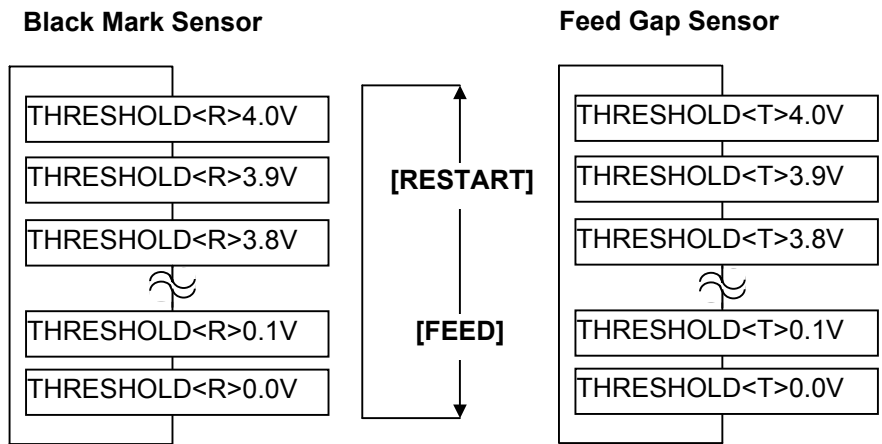 Black Mark Sensor
THRESHOLD<R>4.0V
THRESHOLD<R>3.9V
THRESHOLD<R>3.8V
THRESHOLD<R>0.1V
THRESHOLD<R>0.0V
[RESTART]
[FEED]
Feed Gap Sensor
THRESHOLD<T>4.0V
THRESHOLD<T>3.9V
THRESHOLD<T>3.8V
THRESHOLD<T>0.1V
THRESHOLD<T>0.0V